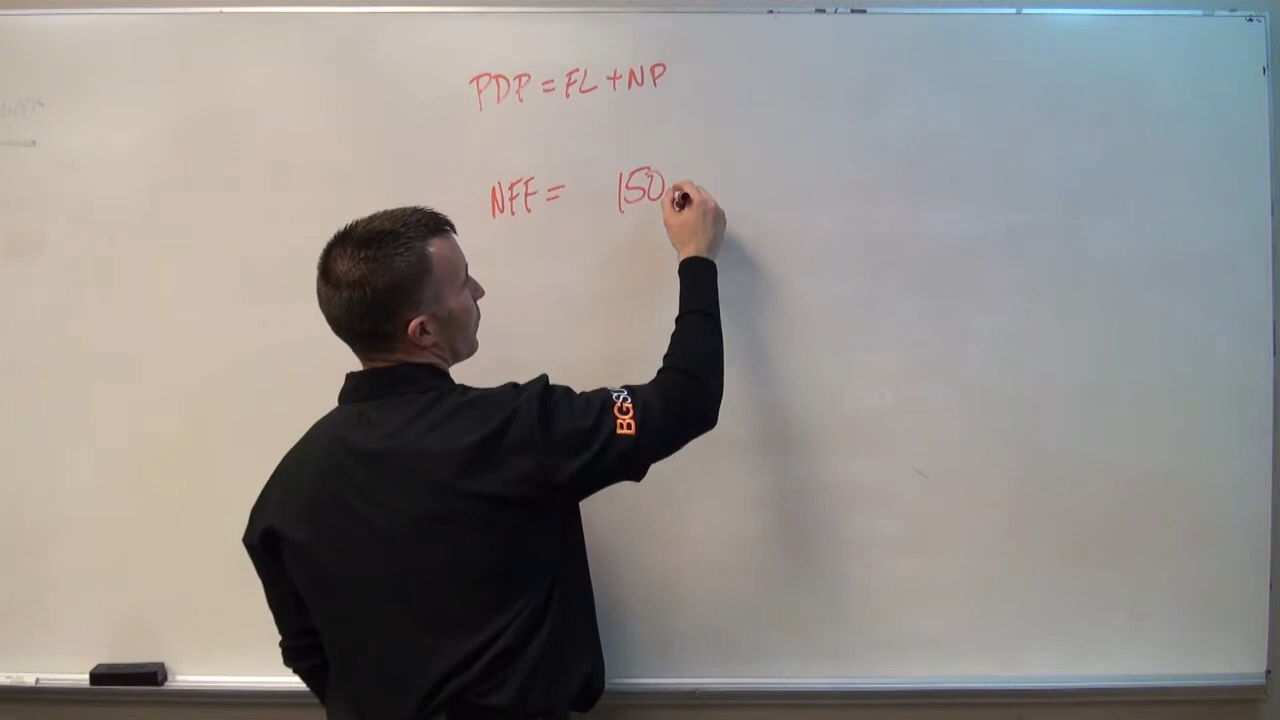 PDP = FL + NP
NFF = 150
BGSU